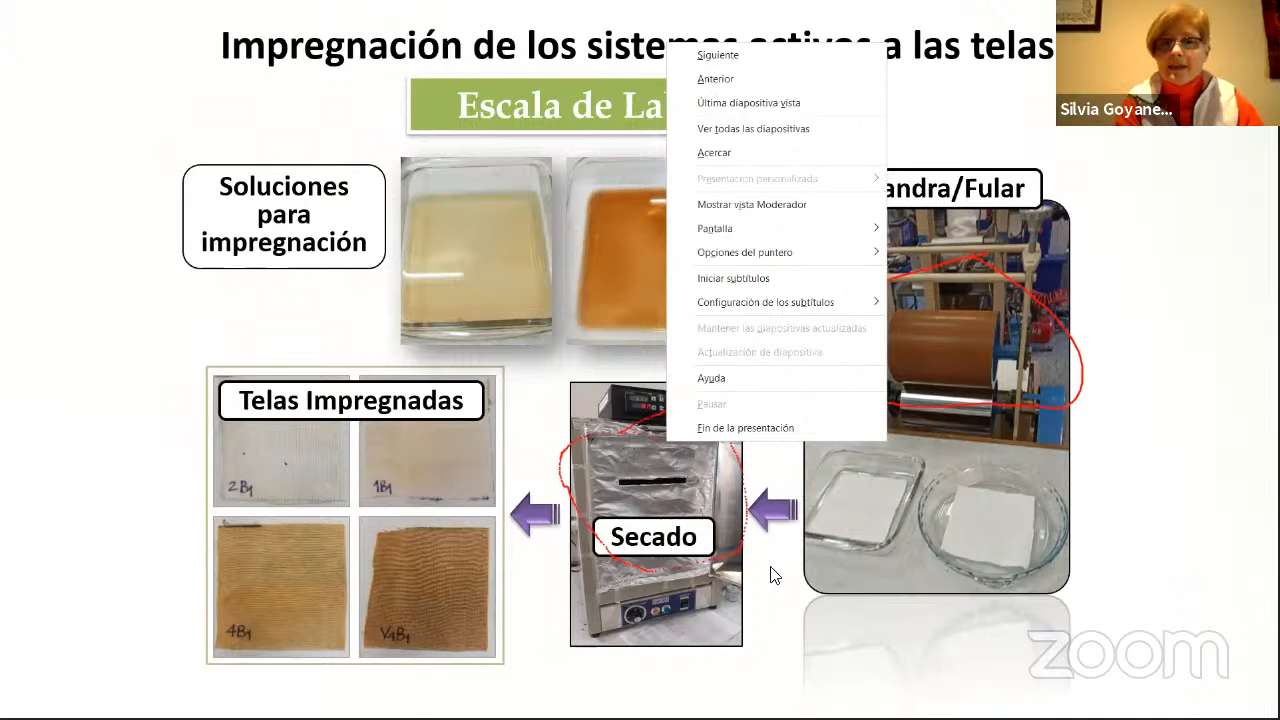 Impregnación de los sistemas activos a las telas
Silvia Goyane...
Escala de La
Soluciones
para
impregnación
andra/Fular
Siguiente
Anterior
Última diapositiva vista
Ver todas las diapositivas
Acercar
Presentación personalizada
Mostrar vista Moderador
Pantalla
Opciones del puntero
Iniciar subtítulos
Configuración de los subtítulos
Mantener las diapositivas actualizadas
Actualización de diapositiva
Ayuda
Pausar
Fin de la presentación
Telas Impregnadas
2B1
1B1
4B1
V4B1
Secado
zoom